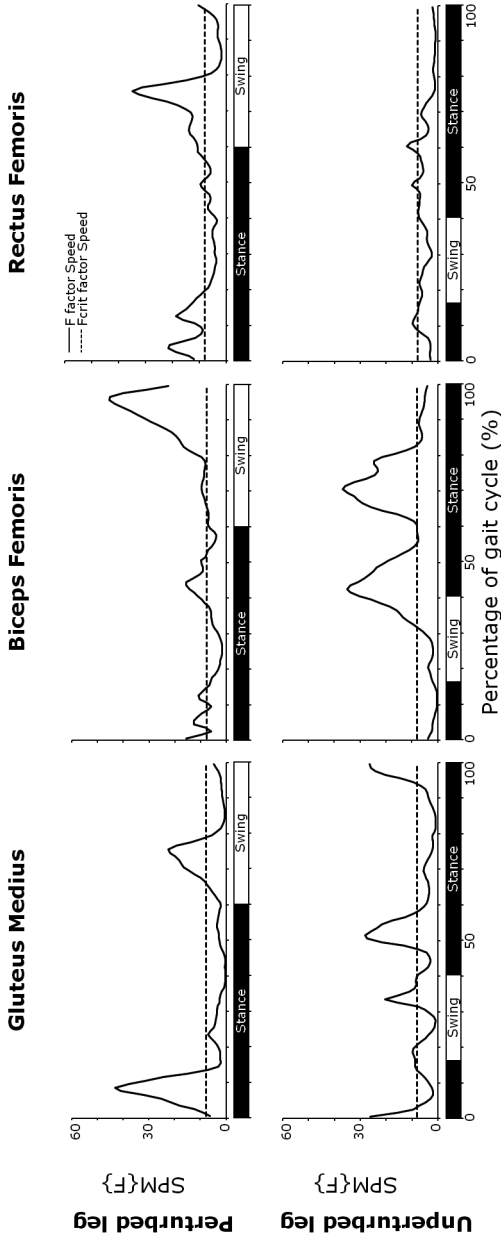 Gluteus Medius Biceps Femoris Rectus Femoris
Perturbed leg
SPM{F}
60
30
0
Stance Swing
Stance Swing
F factor Speed
Fcrit factor Speed
Stance Swing
Unperturbed leg
SPM{F}
60
30
0
Swing Stance
0 50 100
Swing Stance
0 50 100
Swing Stance
0 50 100
Percentage of gait cycle (%)